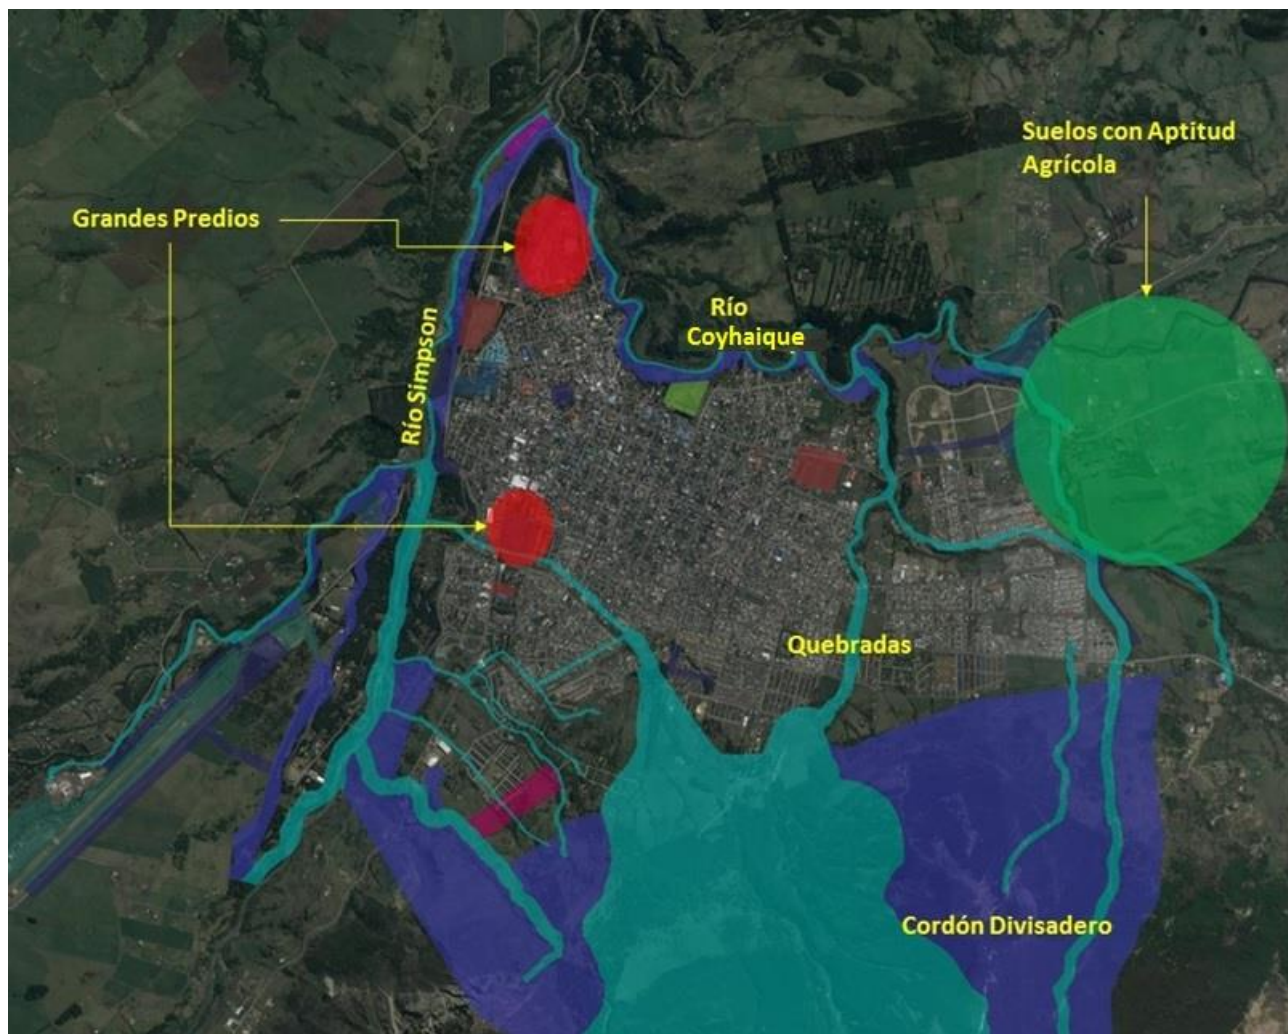 Suelos con Aptitud
Agrícola
Grandes Predios
Río
Coyhaique
Río Simpson
Quebradas
Cordón Divisadero